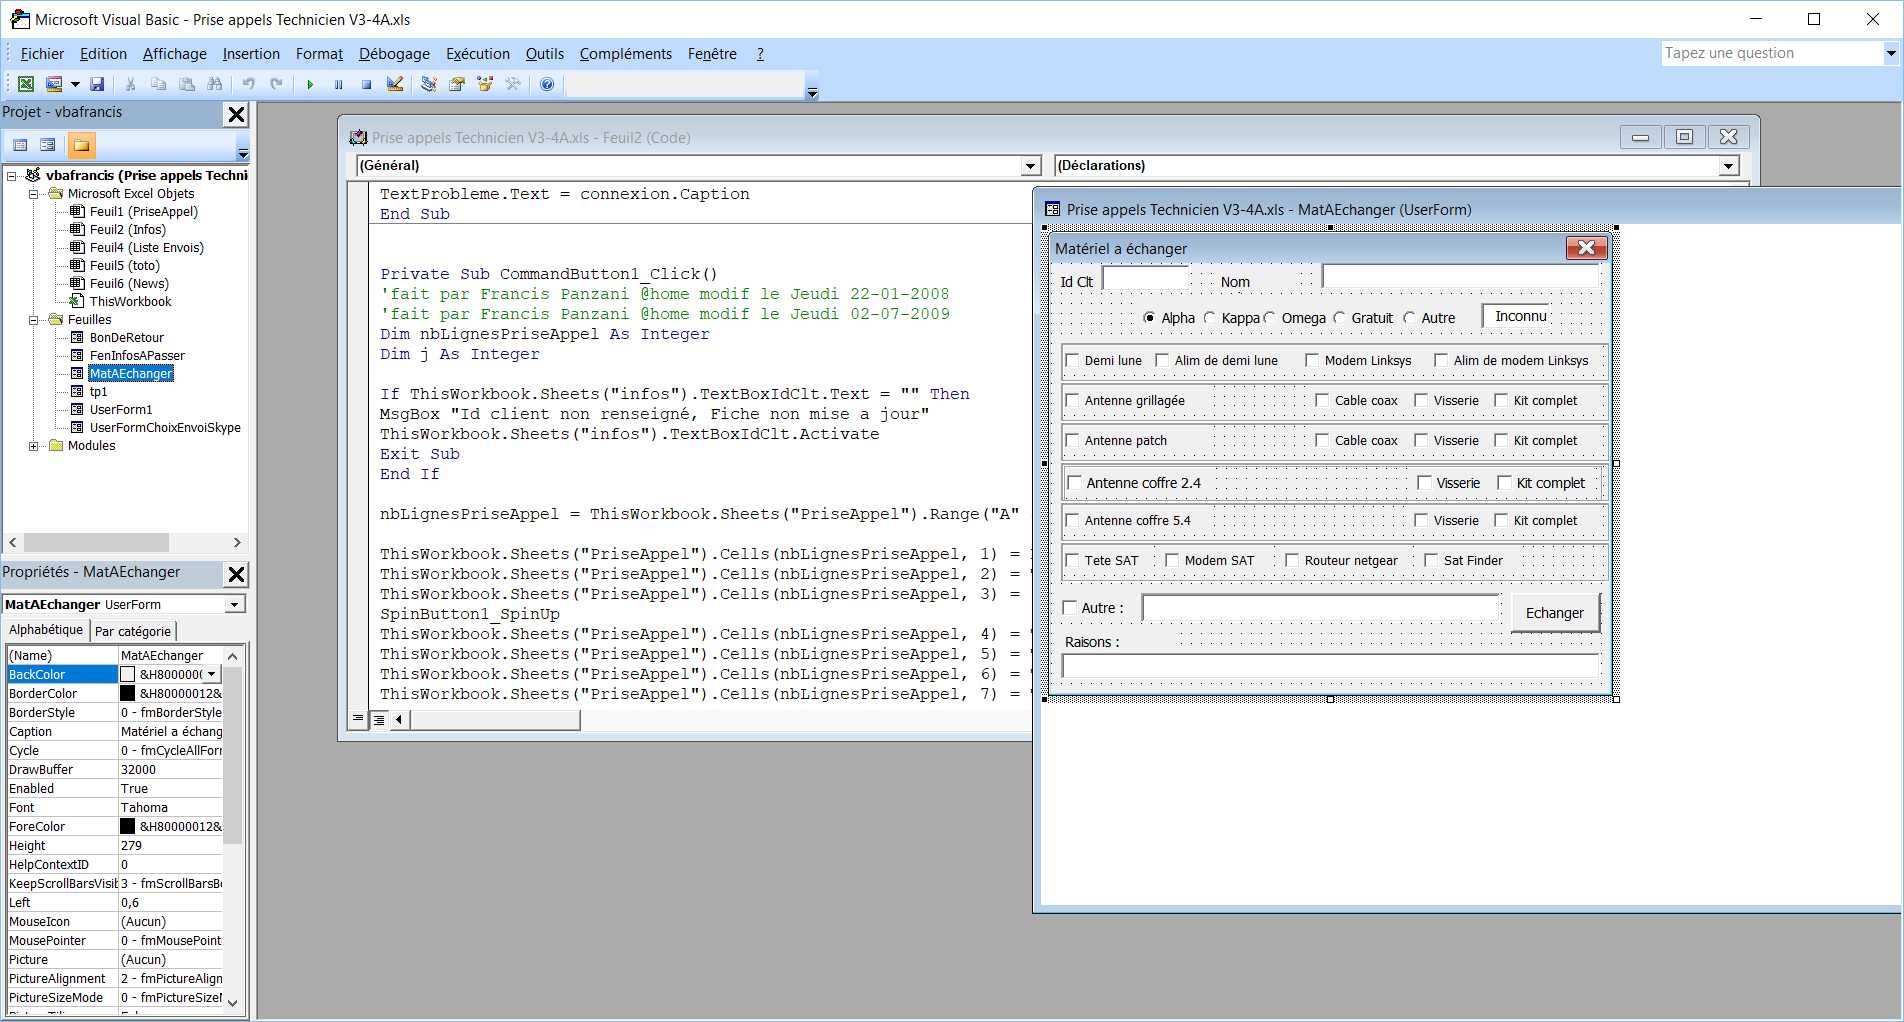 Microsoft Visual Basic - Prise appels Technicien V3-4A.xls
Fichier Edition Affichage Insertion Format Débogage Exécution Outils Compléments Fenêtre ?
Tapez une question
Projet - vbafrancis
vbafrancis (Prise appels Techni
Microsoft Excel Objets
Feuil1 (PriseAppel)
Feuil2 (Infos)
Feuil4 (Liste Envois)
Feuil5 (toto)
Feuil6 (News)
ThisWorkbook
Feuilles
BonDeRetour
FenInfosAPasser
MatAEchanger
tp1
UserForm1
UserFormChoixEnvoiSkype
Modules
Propriétés - MatAEchanger
MatAEchanger UserForm
Alphabétique Par catégorie
(Name) MatAEchanger
BackColor &H8000000
BorderColor &H80000012&
BorderStyle 0 - fmBorderStyle
Caption Matériel a échang
Cycle 0 - fmCycleAllFor
DrawBuffer 32000
Enabled True
Font Tahoma
ForeColor &H80000012&
Height 279
HelpContextID 0
KeepScrollBarsVisib 3 - fmScrollBarsB
Left 0,6
MouseIcon (Aucun)
MousePointer 0 - fmMousePoint
Picture (Aucun)
PictureAlignment 2 - fmPictureAlign
PictureSizeMode 0 - fmPictureSize
Prise appels Technicien V3-4A.xls - Feuil2 (Code)
(Général) (Déclarations)
TextProbleme.Text = connexion.Caption
End Sub
Private Sub CommandButton1_Click()
'fait par Francis Panzani @home modif le Jeudi 22-01-2008
'fait par Francis Panzani @home modif le Jeudi 02-07-2009
Dim nbLignesPriseAppel As Integer
Dim j As Integer
If ThisWorkbook.Sheets("infos").TextBoxIdClt.Text = "" Then
MsgBox "Id client non renseigné, Fiche non mise a jour"
ThisWorkbook.Sheets("infos").TextBoxIdClt.Activate
Exit Sub
End If
nbLignesPriseAppel = ThisWorkbook.Sheets("PriseAppel").Range("A"
ThisWorkbook.Sheets("PriseAppel").Cells(nbLignesPriseAppel, 1) =
ThisWorkbook.Sheets("PriseAppel").Cells(nbLignesPriseAppel, 2) =
ThisWorkbook.Sheets("PriseAppel").Cells(nbLignesPriseAppel, 3) =
SpinButton1_SpinUp
ThisWorkbook.Sheets("PriseAppel").Cells(nbLignesPriseAppel, 4) =
ThisWorkbook.Sheets("PriseAppel").Cells(nbLignesPriseAppel, 5) =
ThisWorkbook.Sheets("PriseAppel").Cells(nbLignesPriseAppel, 6) =
ThisWorkbook.Sheets("PriseAppel").Cells(nbLignesPriseAppel, 7) =
Prise appels Technicien V3-4A.xls - MatAEchanger (UserForm)
Matériel a échanger
Id Clt Nom
Alpha Kappa Omega Gratuit Autre Inconnu
Demi lune Alim de demi lune Modem Linksys Alim de modem Linksys
Antenne grillagée Cable coax Visserie Kit complet
Antenne patch Cable coax Visserie Kit complet
Antenne coffre 2.4 Visserie Kit complet
Antenne coffre 5.4 Visserie Kit complet
Tete SAT Modem SAT Routeur netgear Sat Finder
Autre : Echanger
Raisons :